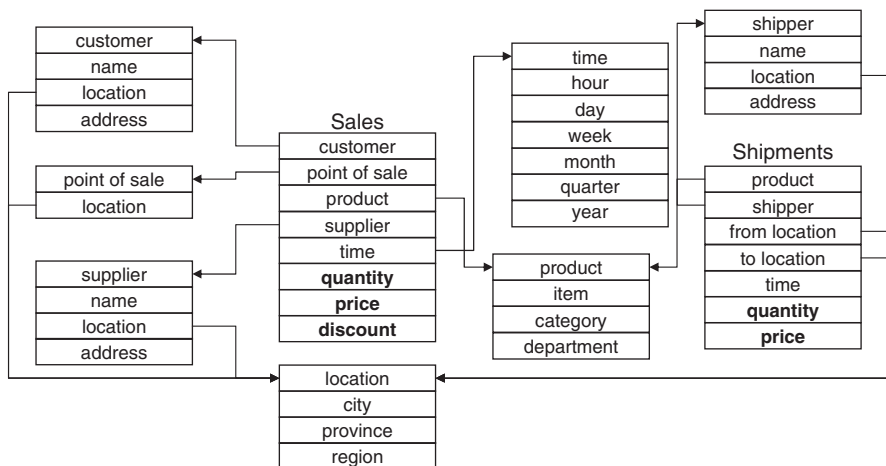 customer
name
location
address
point of sale
location
supplier
name
location
address
Sales
customer
point of sale
product
supplier
time
quantity
price
discount
location
city
province
region
time
hour
day
week
month
quarter
year
product
item
category
department
shipper
name
location
address
Shipments
product
shipper
from location
to location
time
quantity
price